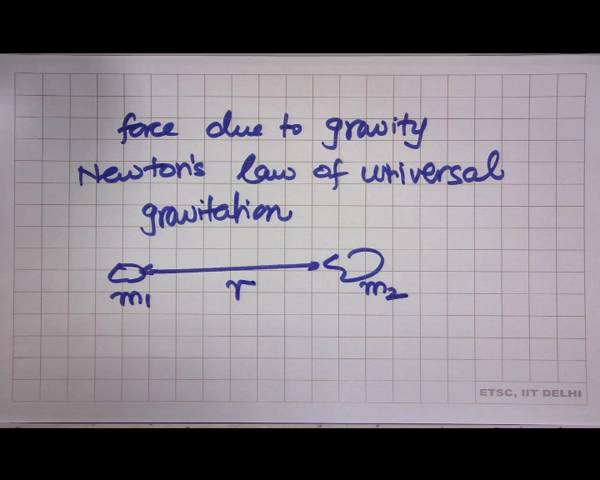 force due to gravity
Newton's law of universal
gravitation
m1 r m2
ETSC, IIT DELHI